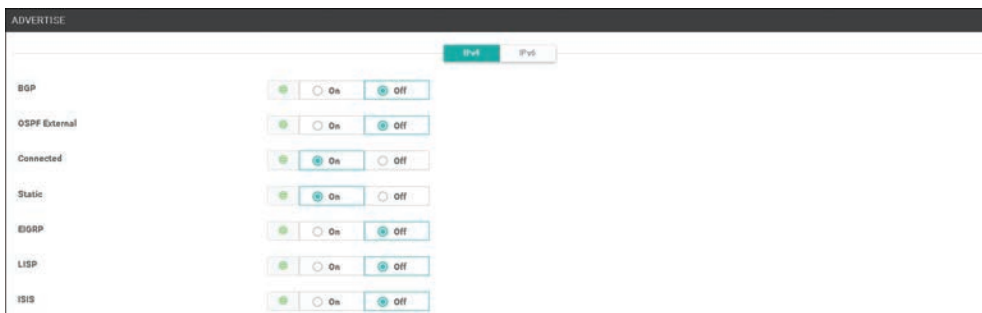 ADVERTISE
IPv4 IPv6
BGP On Off
OSPF External On Off
Connected On Off
Static On Off
EIGRP On Off
LISP On Off
ISIS On Off